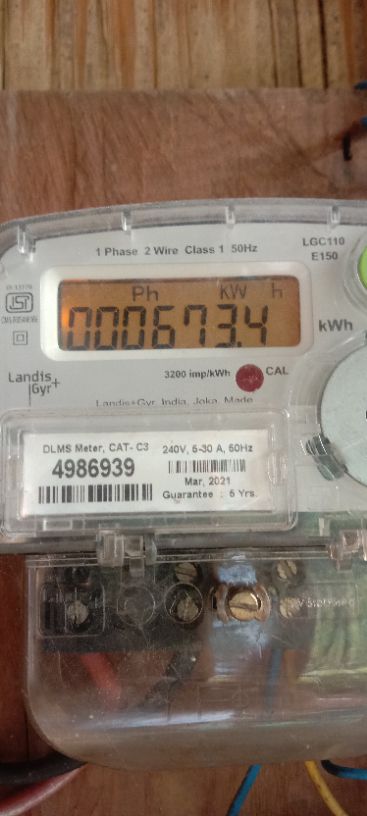 LGC110
1 Phase 2 Wire Class 1 50Hz
E150
Ph kW h
000673.4
kWh
3200 imp/kWh CAL
Landis
Gyr+
Landis+Gyr, India, Joka, Made
DLMS Meter, CAT- C3 240V, 5-30 A, 50Hz
4986939
Mar, 2021
Guarantee : 5 Yrs.